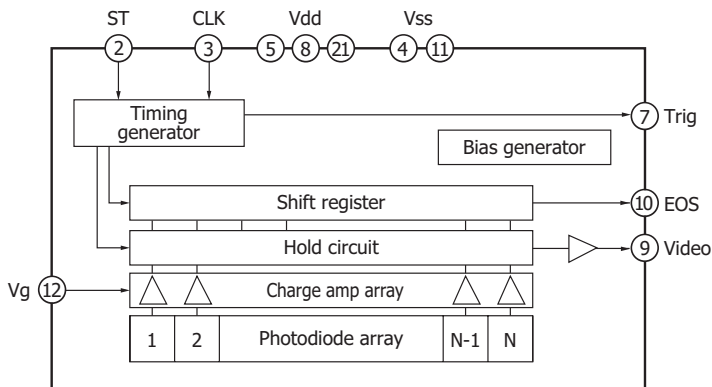 ST CLK Vdd Vss
2 3 5 8 21 4 11
Timing
generator
7 Trig
Bias generator
Shift register
10 EOS
Hold circuit
9 Video
Vg 12
Charge amp array
1 2 Photodiode array N-1 N